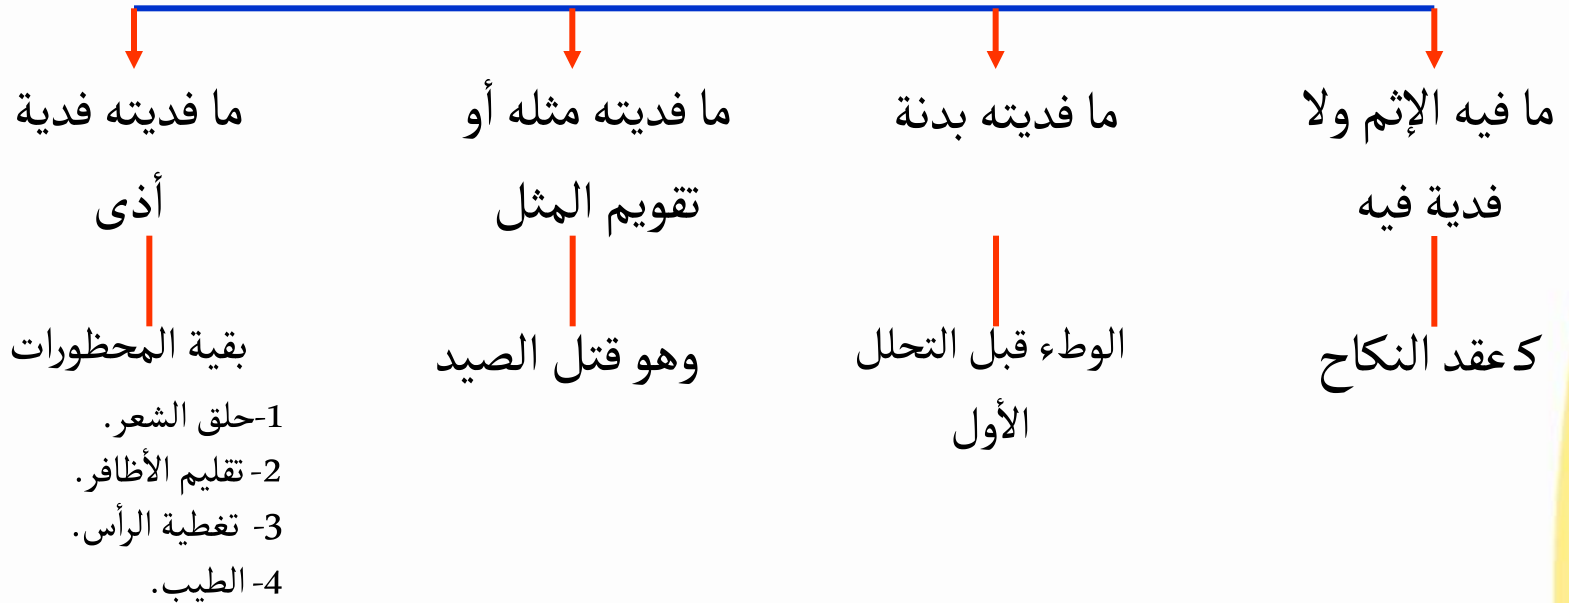 ما فيه الإثم ولا
فدية فيه
كعقد النكاح
ما فديته بدنة
الوطء قبل التحلل
الأول
ما فديته مثله أو
تقويم المثل
وهو قتل الصيد
ما فديته فدية
أذى
بقية المحظورات
1-حلق الشعر.
2- تقليم الأظافر.
3- تغطية الرأس.
4- الطيب.